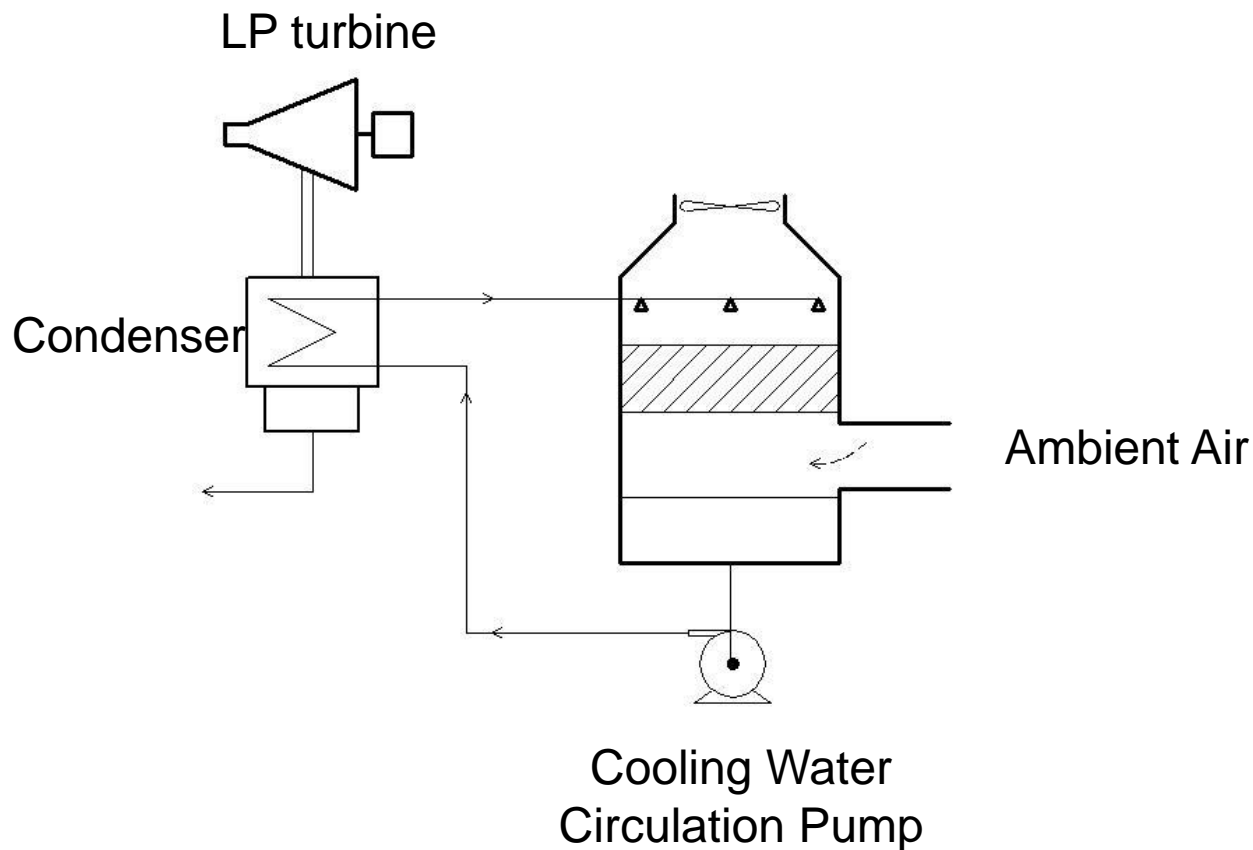 LP turbine
Condenser
Ambient Air
Cooling Water
Circulation Pump